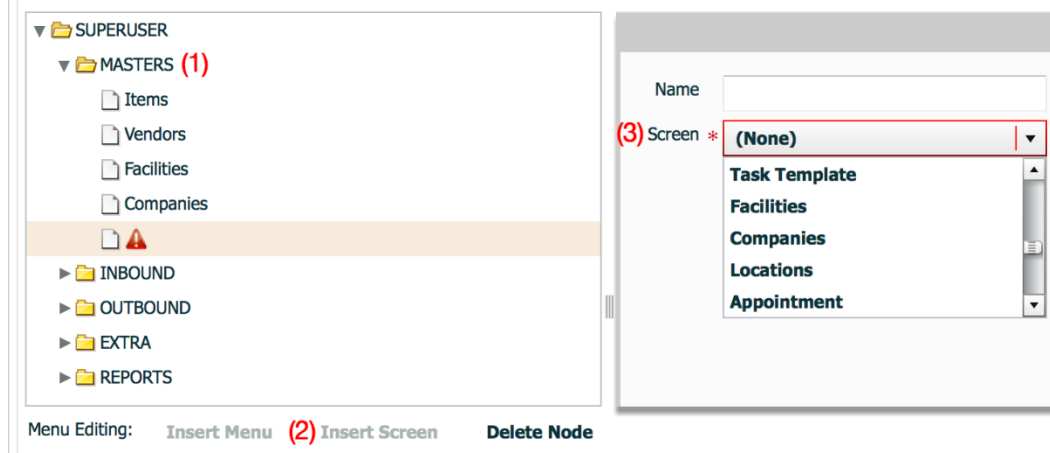 SUPERUSER
MASTERS (1)
Items
Vendors
Facilities
Companies
INBOUND
OUTBOUND
EXTRA
REPORTS
Menu Editing: Insert Menu (2) Insert Screen Delete Node
Name
(3) Screen * (None)
Task Template
Facilities
Companies
Locations
Appointment